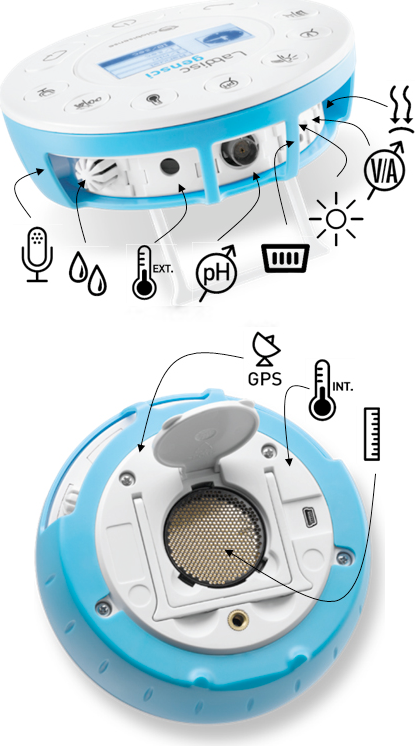 Labdisc
gensci
V/A
EXT.
pH
GPS
INT.